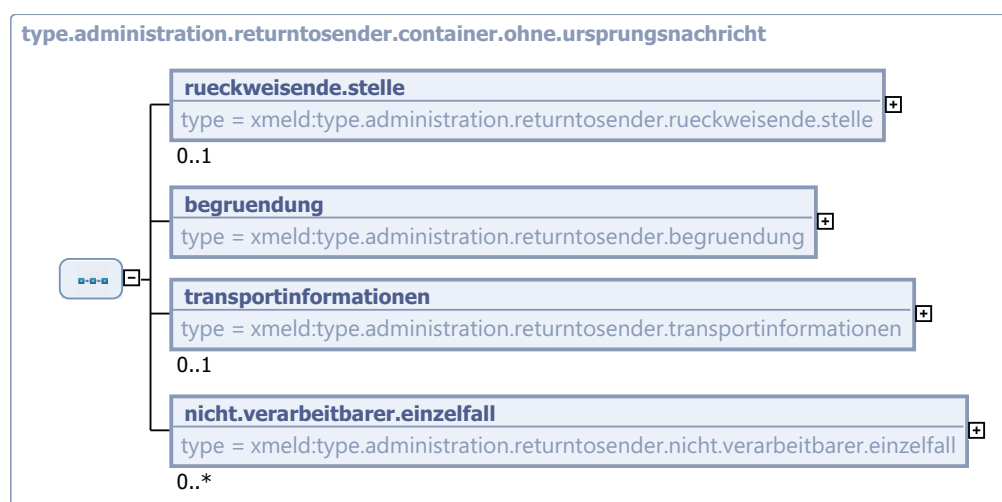 type.administration.returntosender.container.ohne.ursprungsnachricht
rueckweisende.stelle
type = xmeld:type.administration.returntosender.rueckweisende.stelle
0..1
begruendung
type = xmeld:type.administration.returntosender.begruendung
transportinformationen
type = xmeld:type.administration.returntosender.transportinformationen
0..1
nicht.verarbeitbarer.einzelfall
type = xmeld:type.administration.returntosender.nicht.verarbeitbarer.einzelfall
0..*